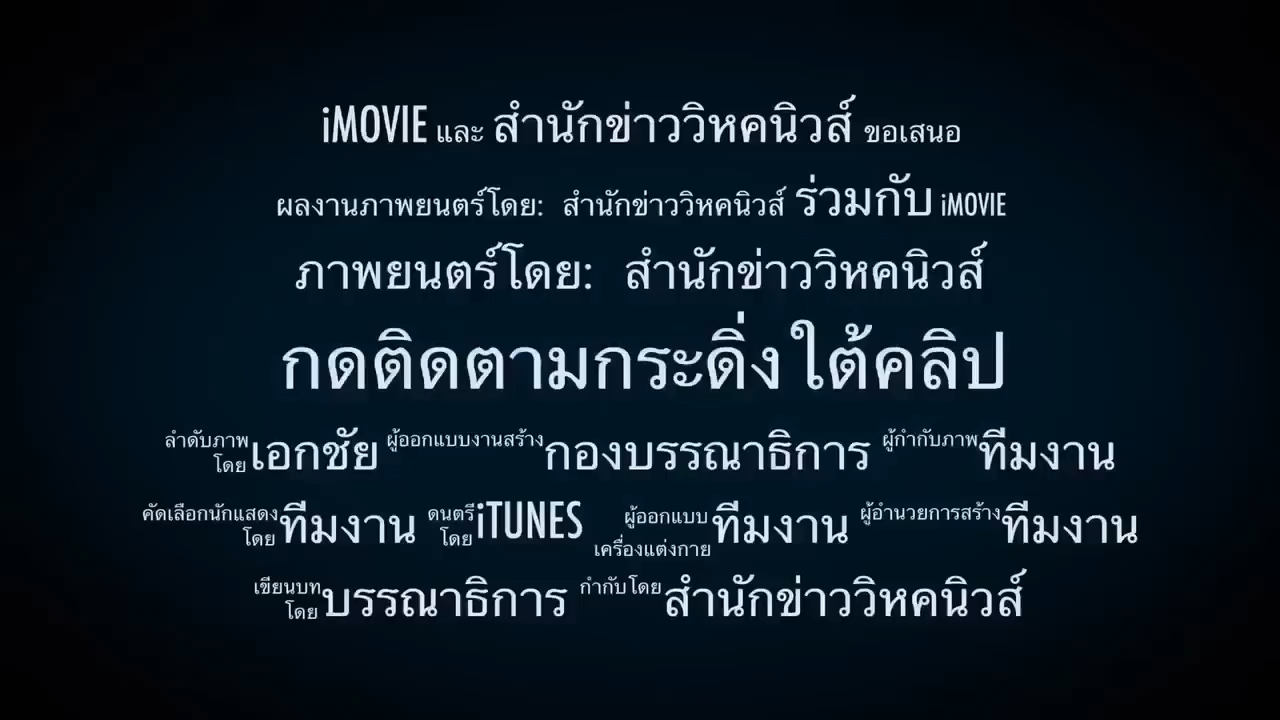 iMOVIE และ สำนักข่าววิหคนิวส์ ขอเสนอ
ผลงานภาพยนตร์โดย: สำนักข่าววิหคนิวส์ ร่วมกับ iMOVIE
ภาพยนตร์โดย: สำนักข่าววิหคนิวส์
กดติดตามกระดิ่ง ใต้คลิป
ลำดับภาพโดย เอกชัย ผู้ออกแบบงานสร้าง กองบรรณาธิการ ผู้กำกับภาพ ทีมงาน
คัดเลือกนักแสดงโดย ทีมงาน ดนตรีโดย iTUNES ผู้ออกแบบเครื่องแต่งกาย ทีมงาน ผู้อำนวยการสร้าง ทีมงาน
เขียนบทโดย บรรณาธิการ กำกับโดย สำนักข่าววิหคนิวส์